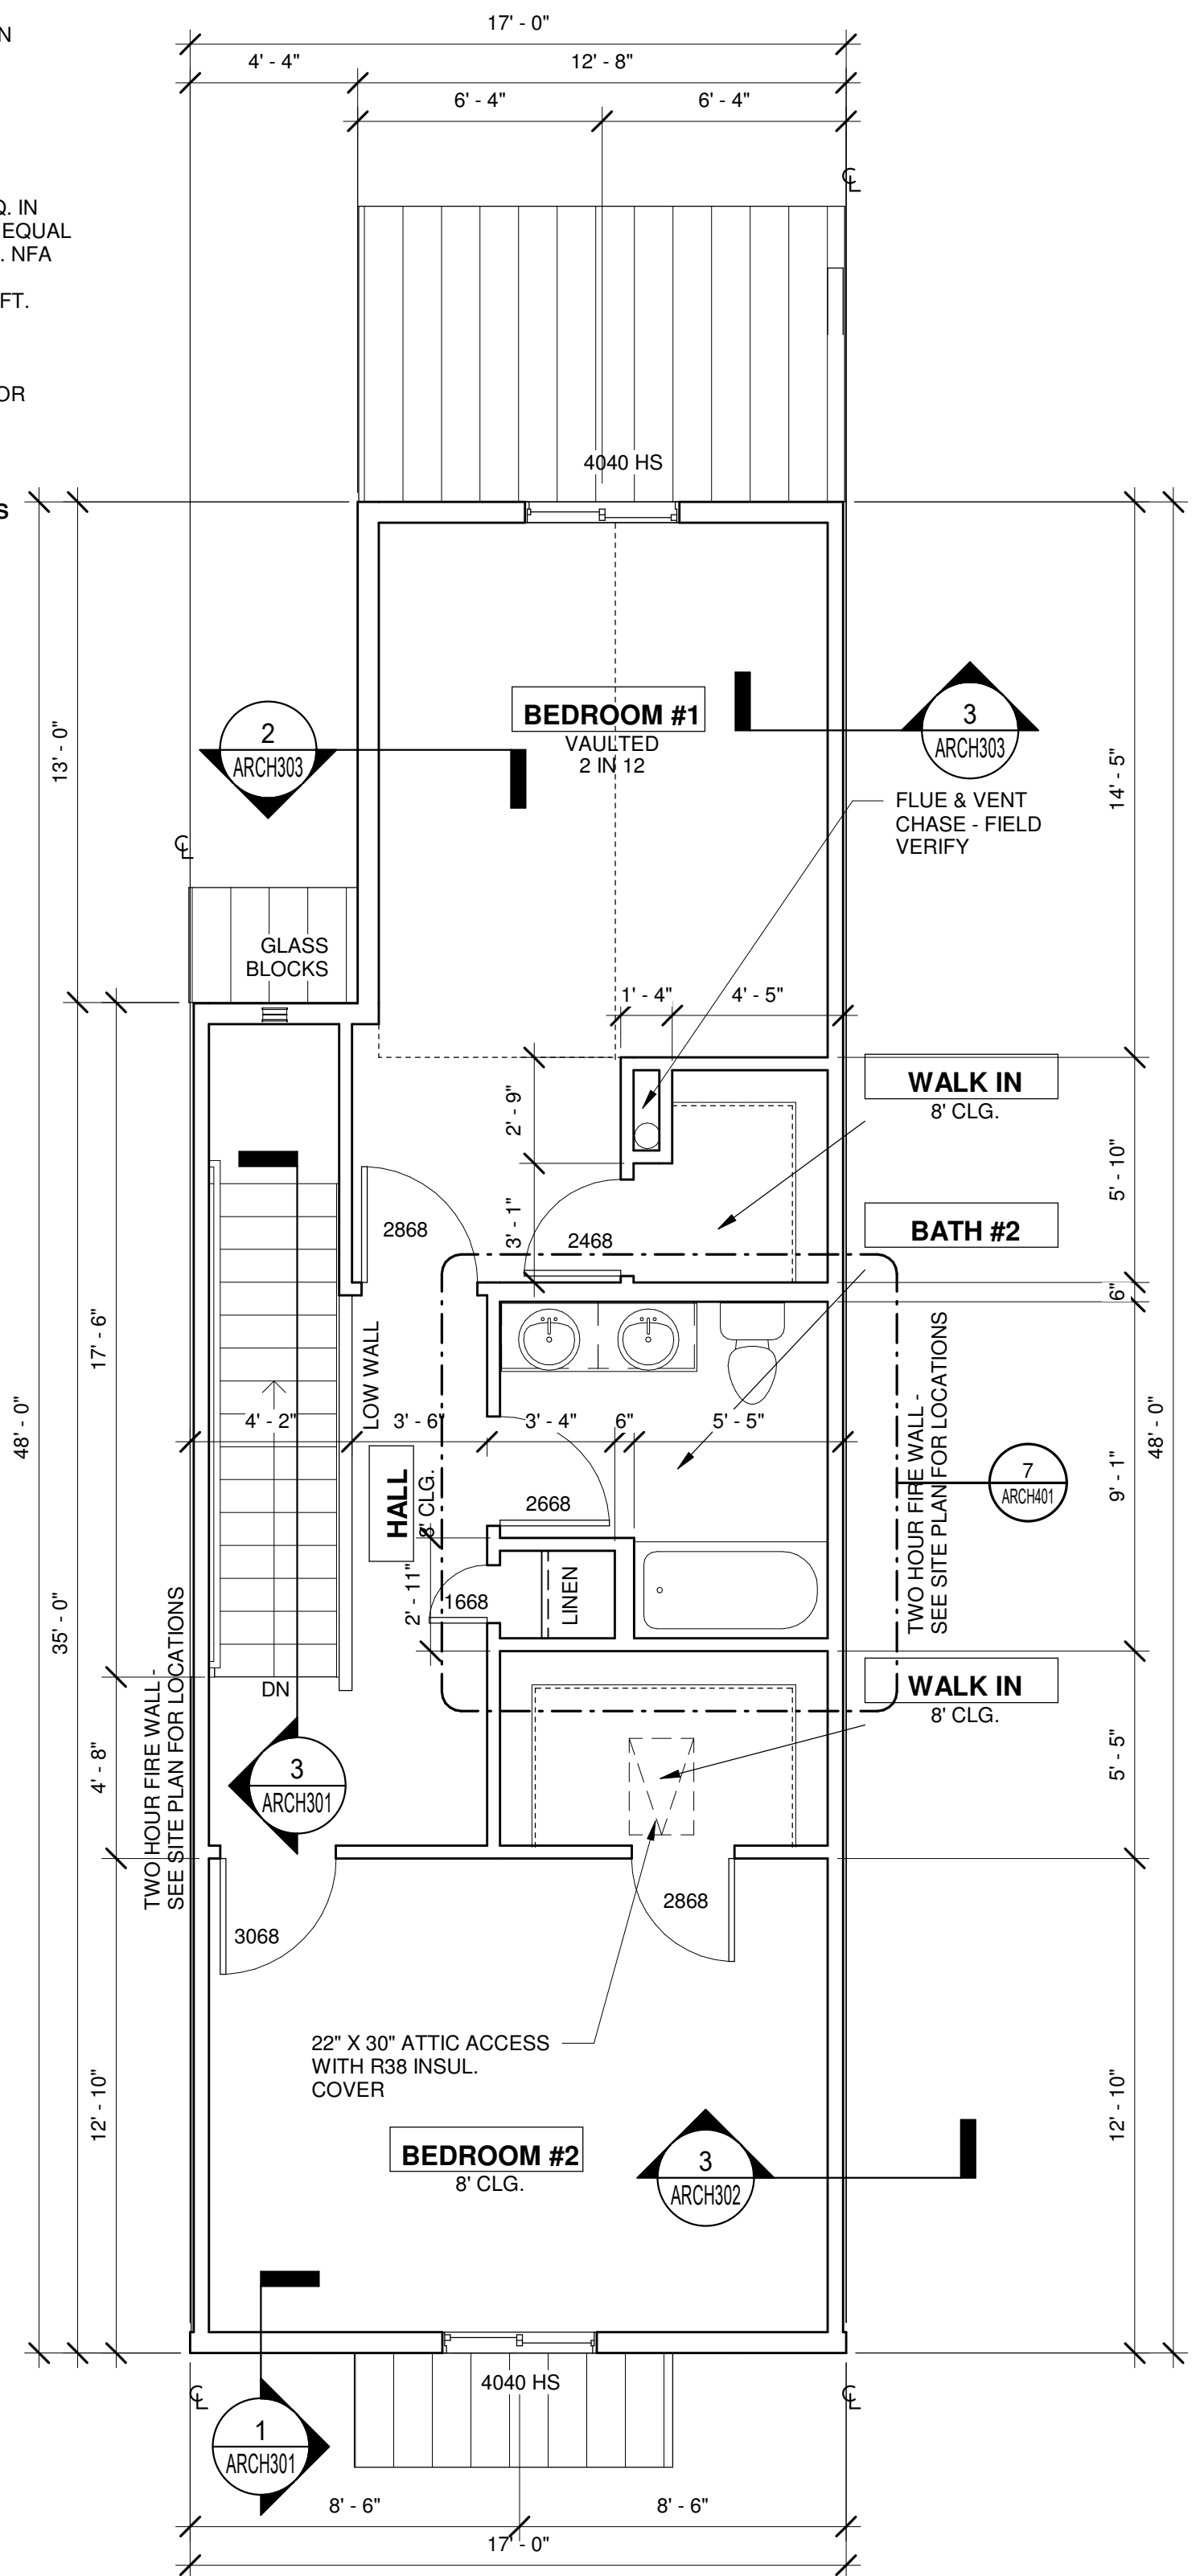 17' - 0"
4' - 4"
12' - 8"
6' - 4"
6' - 4"
N
Q. IN
EQUAL
. NFA
FT.
OR
S
℄
4040 HS
BEDROOM #1
VAULTED
2 IN 12
2
ARCH303
3
ARCH303
13' - 0"
14' - 5"
FLUE & VENT
CHASE - FIELD
VERIFY
℄
GLASS
BLOCKS
1' - 4"
4' - 5"
2' - 9"
WALK IN
8' CLG.
5' - 10"
BATH #2
2868
3' - 1"
2468
6"
17' - 6"
LOW WALL
TWO HOUR FIRE WALL -
SEE SITE PLAN FOR LOCATIONS
48' - 0"
4' - 2"
3' - 6"
3' - 4"
6"
5' - 5"
48' - 0"
HALL
8' CLG.
2668
9' - 1"
7
ARCH401
35' - 0"
2' - 11"
1668
LINEN
DN
TWO HOUR FIRE WALL -
SEE SITE PLAN FOR LOCATIONS
WALK IN
8' CLG.
4' - 8"
3
ARCH301
5' - 5"
2868
3068
22" X 30" ATTIC ACCESS
WITH R38 INSUL.
COVER
12' - 10"
12' - 10"
BEDROOM #2
8' CLG.
3
ARCH302
4040 HS
℄
℄
1
ARCH301
8' - 6"
8' - 6"
17' - 0"